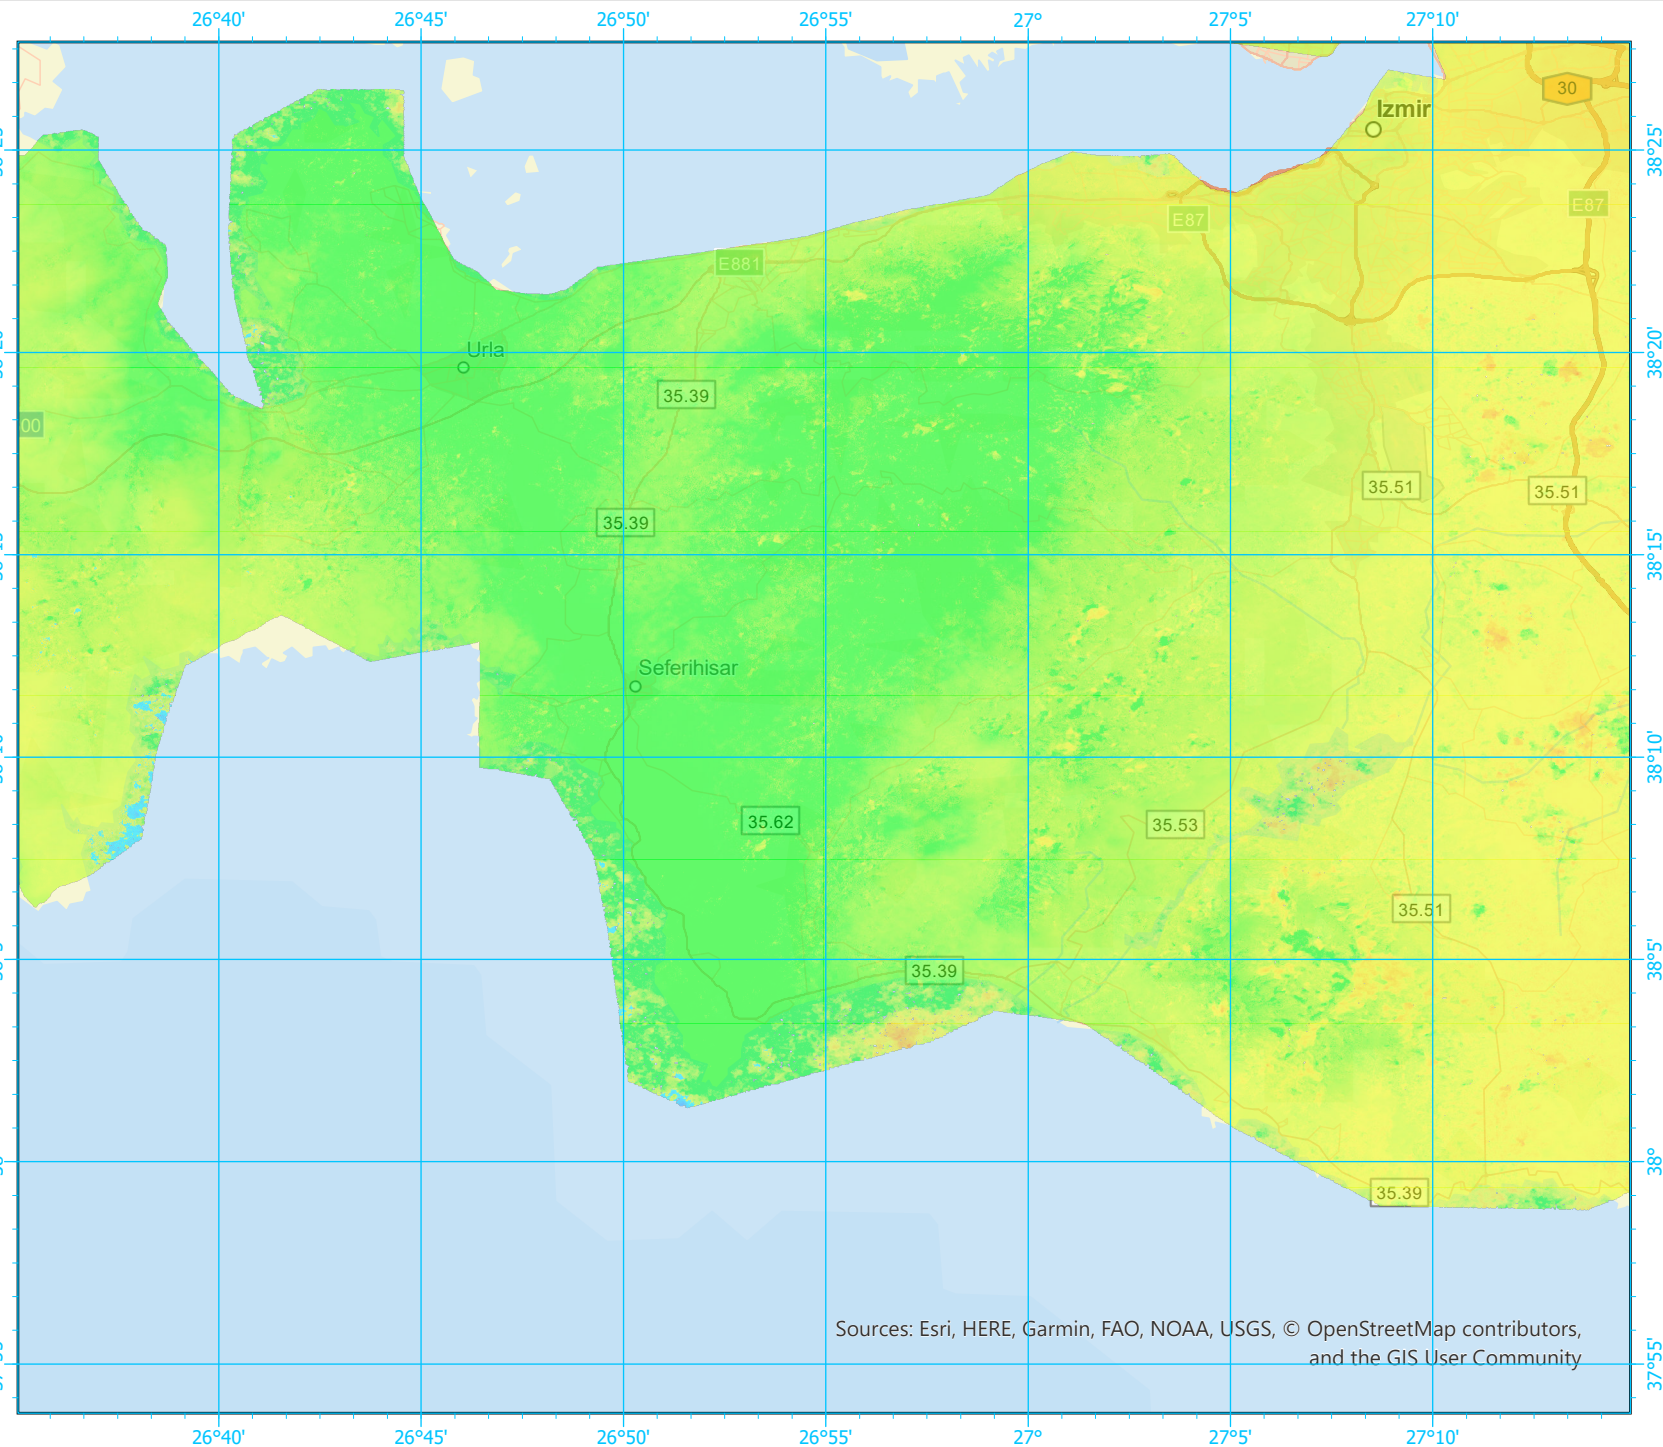 26°40' 26°45' 26°50' 26°55' 27° 27°5' 27°10'
30
Izmir
38°25'
E87
E87
E881
38°20'
Urla
35.39
00
35.51
35.51
35.39
38°15'
Seferihisar
38°10'
35.62
35.53
35.51
38°5'
35.39
38°
35.39
Sources: Esri, HERE, Garmin, FAO, NOAA, USGS, © OpenStreetMap contributors,
and the GIS User Community
37°55'
26°40' 26°45' 26°50' 26°55' 27° 27°5' 27°10'